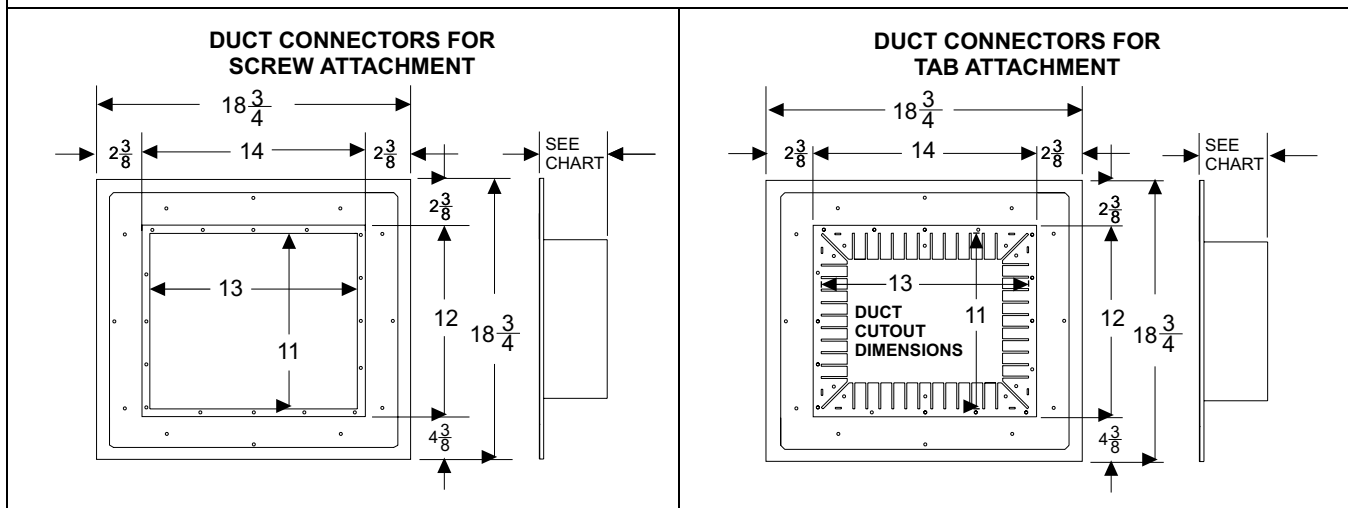 DUCT CONNECTORS FOR
SCREW ATTACHMENT
18 3/4
2 3/8
14
2 3/8
SEE
CHART
2 3/8
13
12
18 3/4
11
4 3/8
DUCT CONNECTORS FOR
TAB ATTACHMENT
18 3/4
2 3/8
14
2 3/8
SEE
CHART
2 3/8
13
DUCT
CUTOUT
DIMENSIONS
11
12
18 3/4
4 3/8